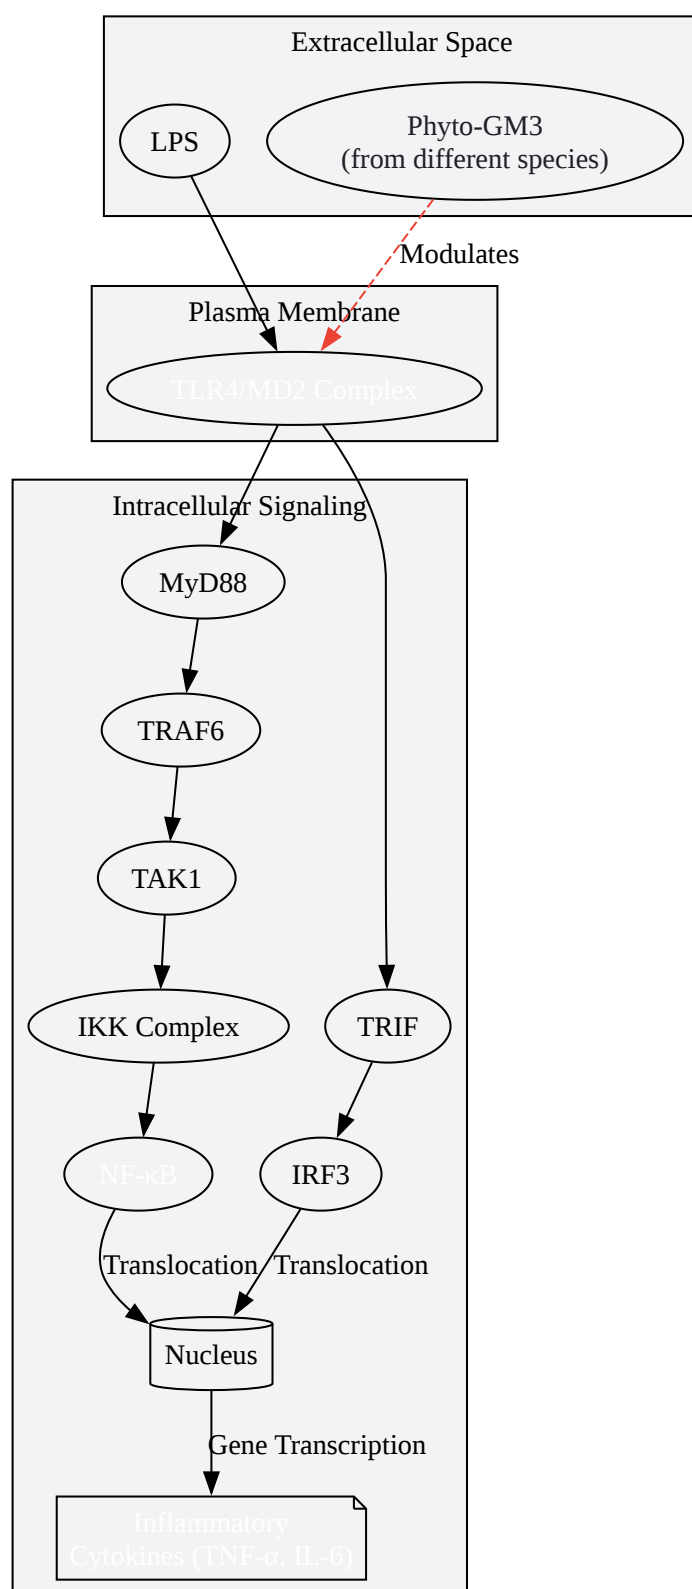 Extracellular Space
LPS
Phyto-GM3
(from different species)
Modulates
Plasma Membrane
TLR4/MD2 Complex
Intracellular Signaling
MyD88
TRAF6
TAK1
IKK Complex
TRIF
NF-κB
IRF3
Translocation
Translocation
Nucleus
Gene Transcription
Inflammatory
Cytokines (TNF-α, IL-6)